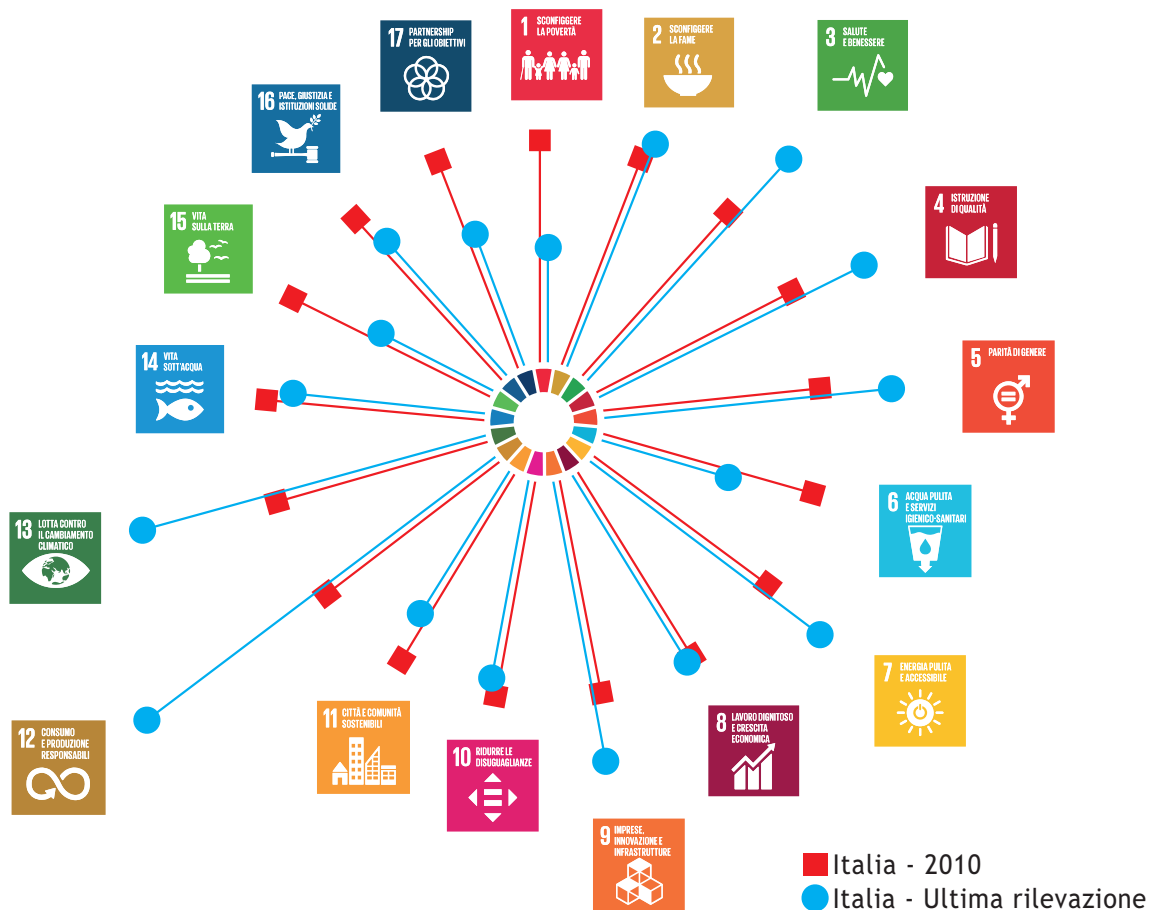 1 SCONFIGGERE
LA POVERTÀ
2 SCONFIGGERE
LA FAME
3 SALUTE
E BENESSERE
4 ISTRUZIONE
DI QUALITÀ
5 PARITÀ DI GENERE
6 ACQUA PULITA
E SERVIZI
IGIENICO-SANITARI
7 ENERGIA PULITA
E ACCESSIBILE
8 LAVORO DIGNITOSO
E CRESCITA
ECONOMICA
9 IMPRESE,
INNOVAZIONE E
INFRASTRUTTURE
10 RIDURRE LE
DISUGUAGLIANZE
11 CITTÀ E COMUNITÀ
SOSTENIBILI
12 CONSUMO
E PRODUZIONE
RESPONSABILI
13 LOTTA CONTRO
IL CAMBIAMENTO
CLIMATICO
14 VITA
SOTT'ACQUA
15 VITA
SULLA TERRA
16 PACE, GIUSTIZIA E
ISTITUZIONI SOLIDE
17 PARTNERSHIP
PER GLI OBIETTIVI
Italia - 2010
Italia - Ultima rilevazione